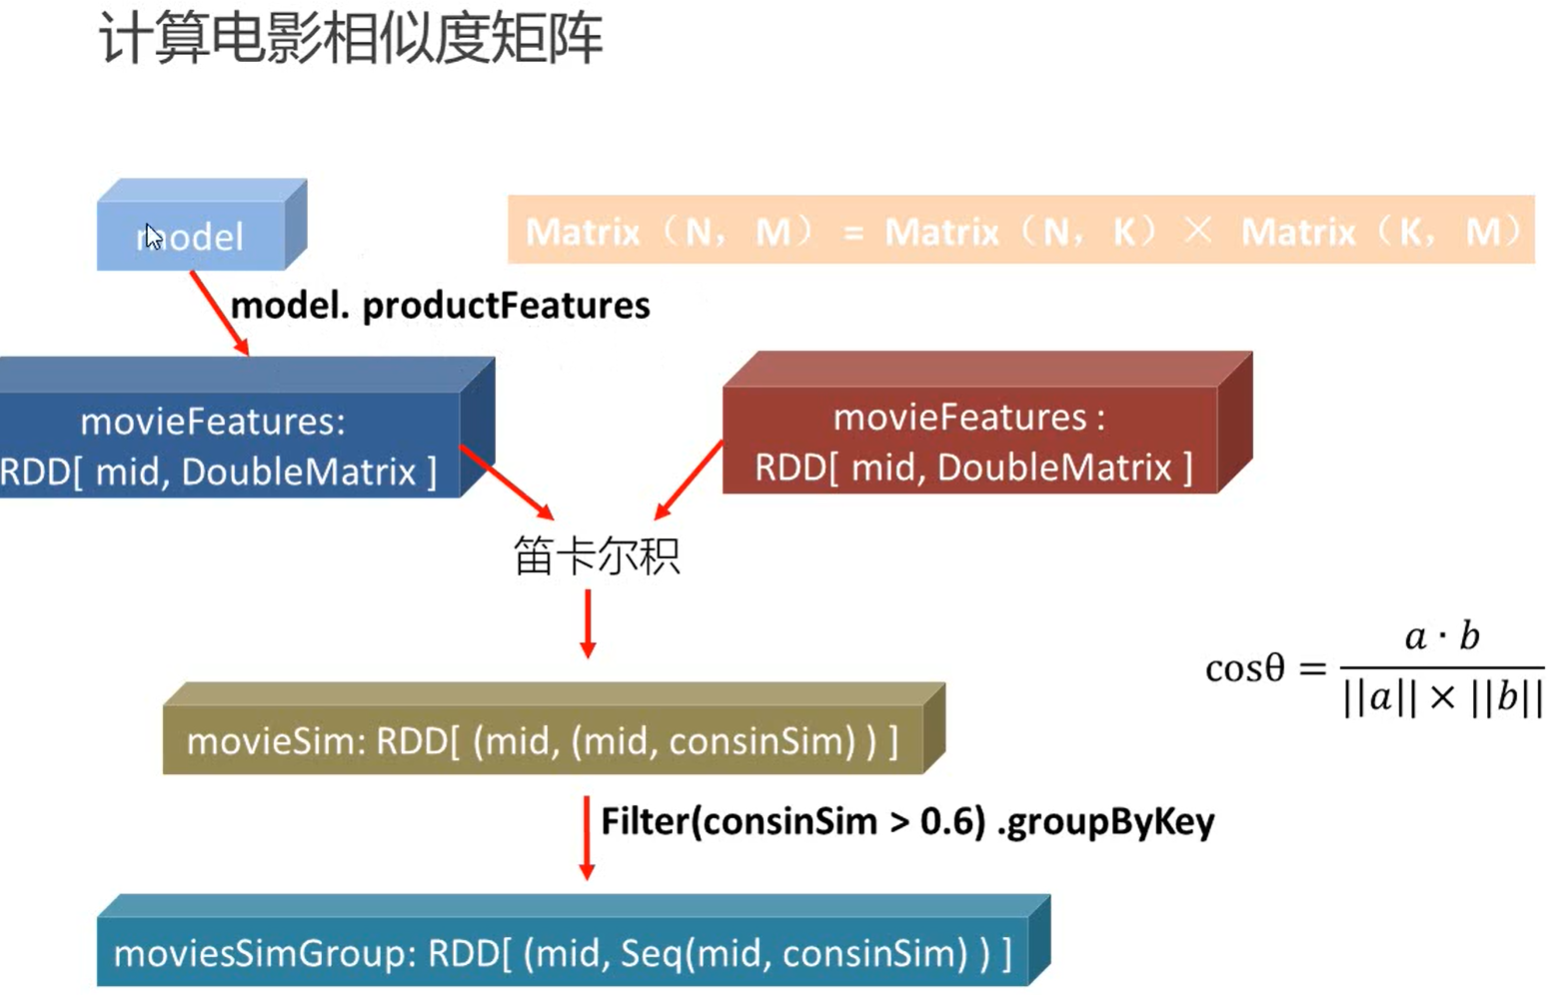 计算电影相似度矩阵
model
Matrix（N，M）= Matrix（N，K）× Matrix（K，M）
model. productFeatures
movieFeatures:
RDD[ mid, DoubleMatrix ]
movieFeatures :
RDD[ mid, DoubleMatrix ]
笛卡尔积
cosθ = a · b / ||a|| × ||b||
movieSim: RDD[ (mid, (mid, consinSim) ) ]
Filter(consinSim > 0.6) .groupByKey
moviesSimGroup: RDD[ (mid, Seq(mid, consinSim) ) ]